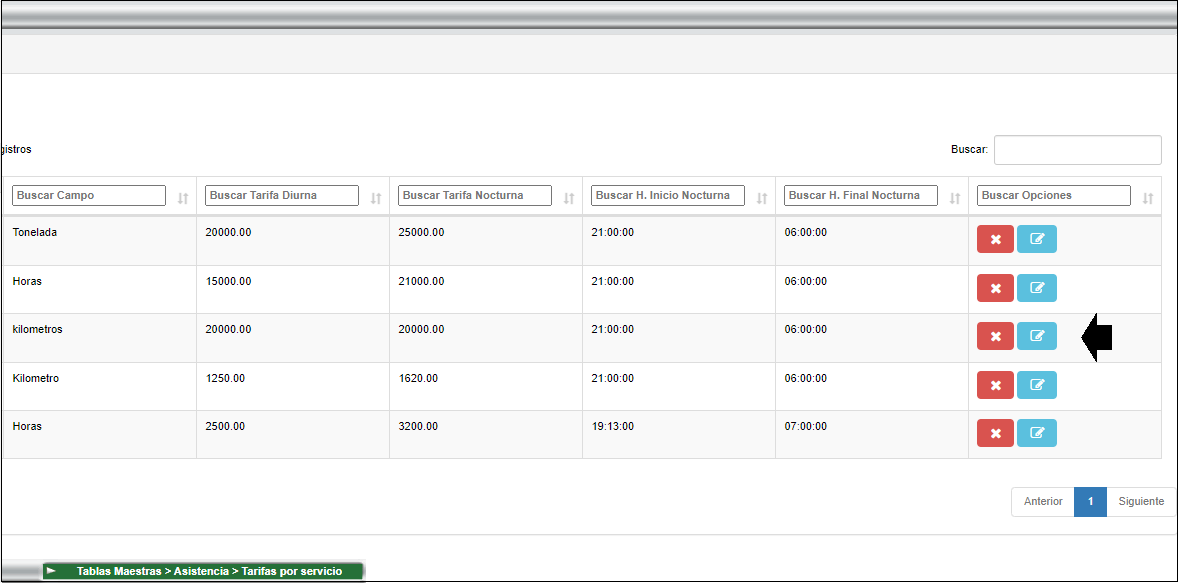 gistros
Buscar:
Buscar Campo Buscar Tarifa Diurna Buscar Tarifa Nocturna Buscar H. Inicio Nocturna Buscar H. Final Nocturna Buscar Opciones
Tonelada 20000.00 25000.00 21:00:00 06:00:00
Horas 15000.00 21000.00 21:00:00 06:00:00
kilometros 20000.00 20000.00 21:00:00 06:00:00
Kilometro 1250.00 1620.00 21:00:00 06:00:00
Horas 2500.00 3200.00 19:13:00 07:00:00
Anterior 1 Siguiente
Tablas Maestras > Asistencia > Tarifas por servicio